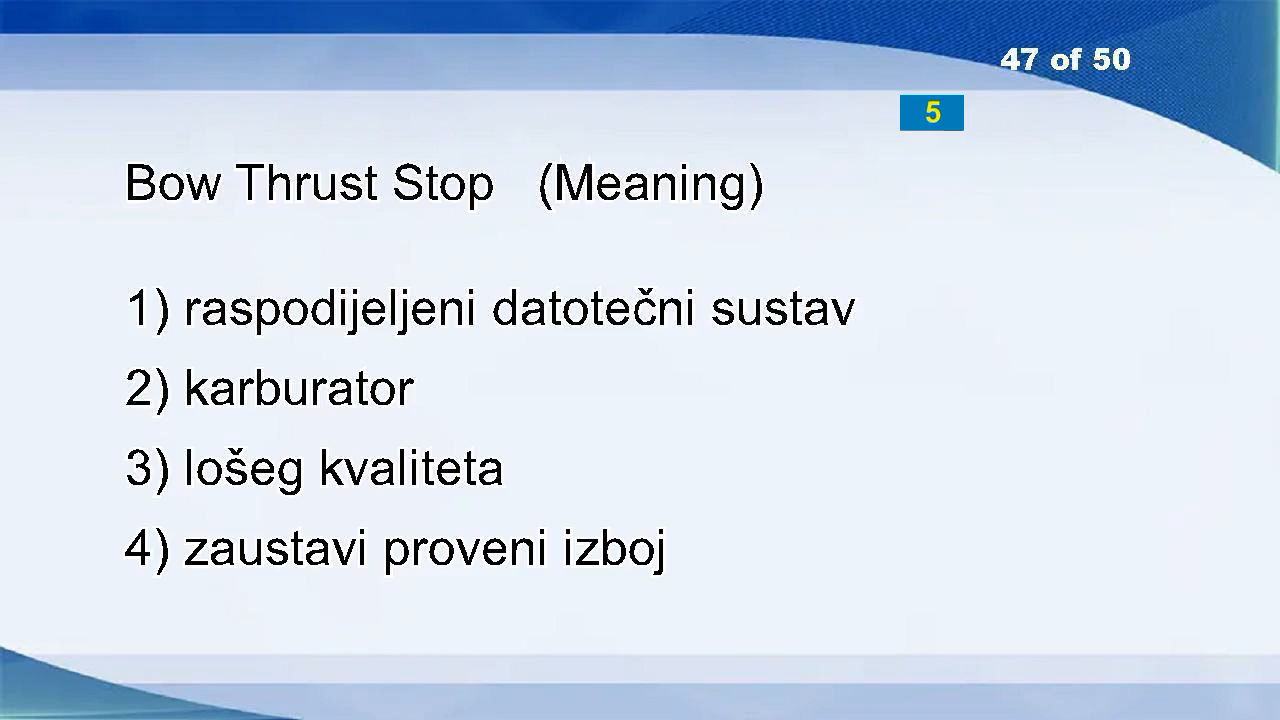 47 of 50
5
Bow Thrust Stop (Meaning)
1) raspodijeljeni datotečni sustav
2) karburator
3) lošeg kvaliteta
4) zaustavi proveni izboj